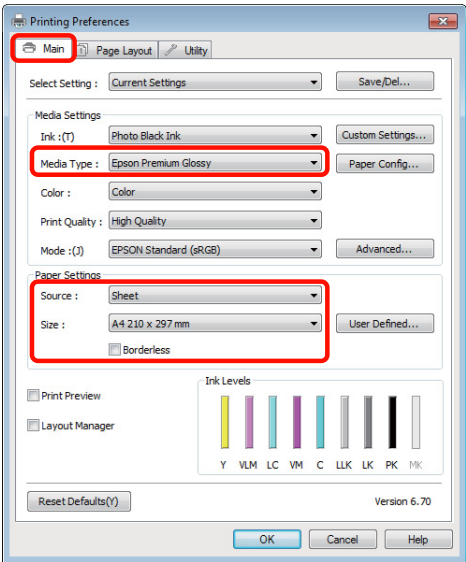 Printing Preferences
Main Page Layout Utility
Select Setting : Current Settings Save/Del...
Media Settings
Ink :(T) Photo Black Ink Custom Settings...
Media Type : Epson Premium Glossy Paper Config...
Color : Color
Print Quality : High Quality
Mode :(J) EPSON Standard (sRGB) Advanced...
Paper Settings
Source : Sheet
Size : A4 210 x 297 mm User Defined...
Borderless
Print Preview
Layout Manager
Ink Levels
Y VLM LC VM C LLK LK PK MK
Reset Defaults(Y) Version 6.70
OK Cancel Help